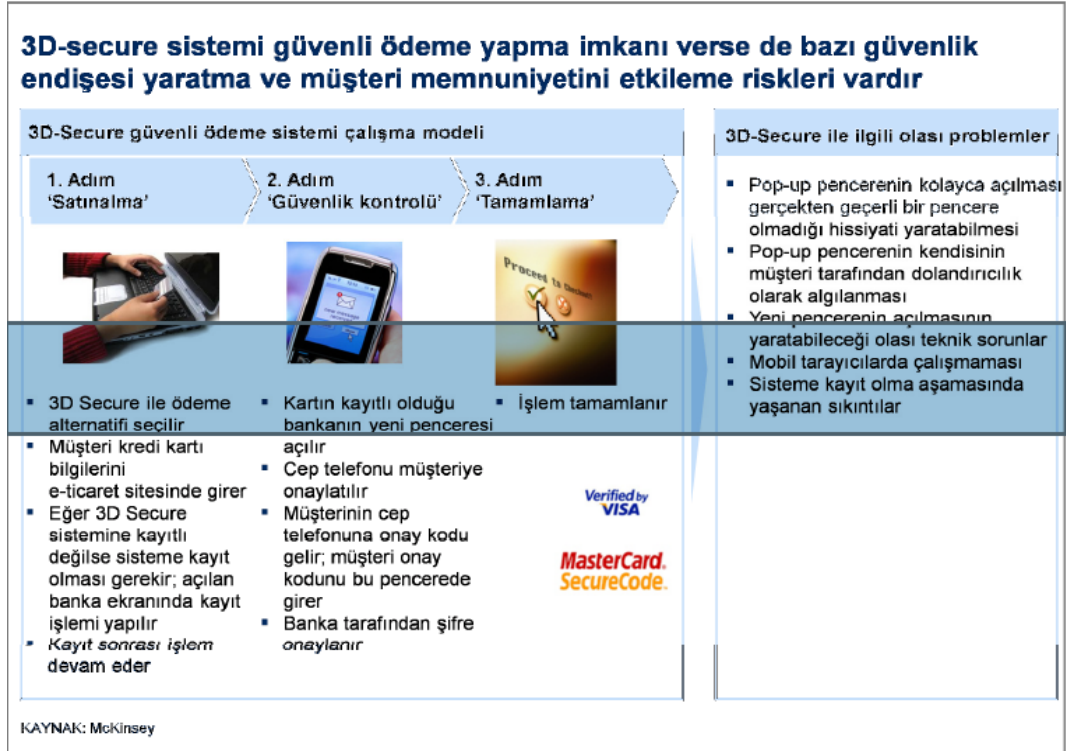 3D-secure sistemi güvenli ödeme yapma imkanı verse de bazı güvenlik
endişesi yaratma ve müşteri memnuniyetini etkileme riskleri vardır
3D-Secure güvenli ödeme sistemi çalışma modeli
1. Adım
'Satınalma'
2. Adım
'Güvenlik kontrolü'
3. Adım
'Tamamlama'
Proceed to Checkout
▪ 3D Secure ile ödeme
alternatifi seçilir
▪ Müşteri kredi kartı
bilgilerini
e-ticaret sitesinde girer
▪ Eğer 3D Secure
sistemine kayıtlı
değilse sisteme kayıt
olması gerekir; açılan
banka ekranında kayıt
işlemi yapılır
▪ Kayıt sonrası işlem
devam eder
▪ Kartın kayıtlı olduğu
bankanın yeni penceresi
açılır
▪ Cep telefonu müşteriye
onaylatılır
▪ Müşterinin cep
telefonuna onay kodu
gelir; müşteri onay
kodunu bu pencerede
girer
▪ Banka tarafından şifre
onaylanır
▪ İşlem tamamlanır
Verified by
VISA
MasterCard.
SecureCode.
3D-Secure ile ilgili olası problemler
▪ Pop-up pencerenin kolayca açılması
gerçekten geçerli bir pencere
olmadığı hissiyati yaratabilmesi
▪ Pop-up pencerenin kendisinin
müşteri tarafından dolandırıcılık
olarak algılanması
▪ Yeni pencerenin açılmasının
yaratabileceği olası teknik sorunlar
▪ Mobil tarayıcılarda çalışmaması
▪ Sisteme kayıt olma aşamasında
yaşanan sıkıntılar
KAYNAK: McKinsey